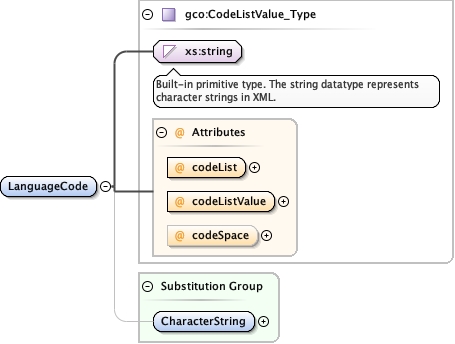 gco:CodeListValue_Type
xs:string
Built-in primitive type. The string datatype represents
character strings in XML.
@ Attributes
@ codeList
LanguageCode
@ codeListValue
@ codeSpace
Substitution Group
CharacterString